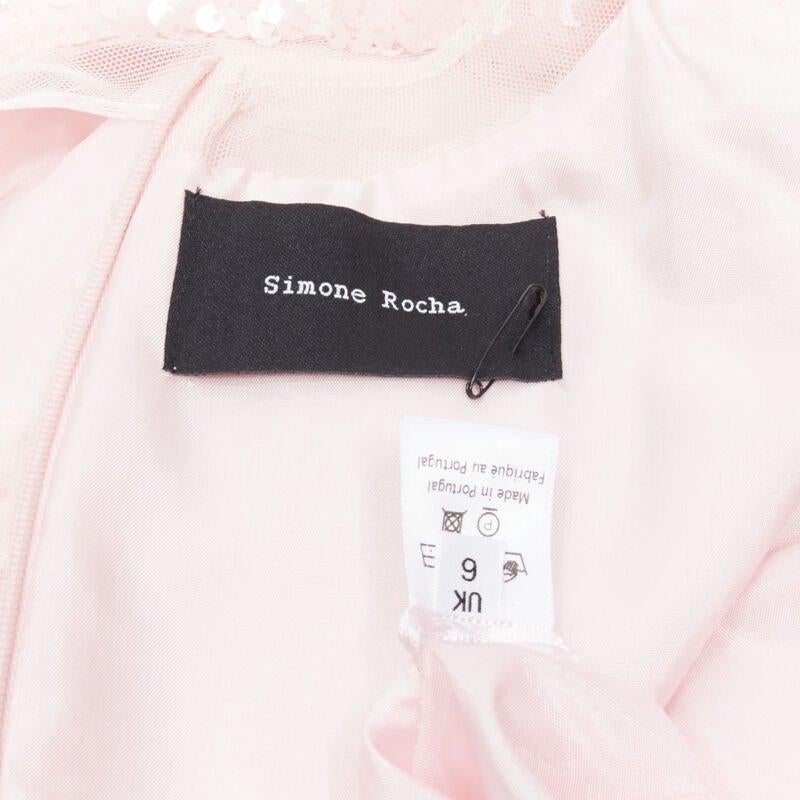 Simone Rocha
UK
6
P
Made in Portugal
Fabriqué au Portugal